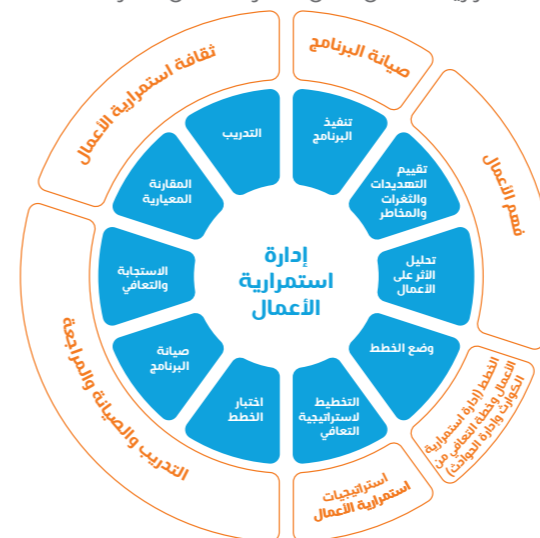 صيانة البرنامج
فهم الأعمال
الخطط (إدارة استمرارية
الأعمال وخطة التعافي من
الكوارث وإدارة الحوادث)
استراتيجيات
استمرارية الأعمال
التدريب والصيانة والمراجعة
ثقافة استمرارية الأعمال
تنفيذ
البرنامج
تقييم
التهديدات
والثغرات
والمخاطر
تحليل
الأثر على
الأعمال
وضع الخطط
التخطيط
لاستراتيجية
التعافي
اختبار
الخطط
صيانة
البرنامج
الاستجابة
والتعافي
المقارنة
المعيارية
التدريب
إدارة
استمرارية
الأعمال